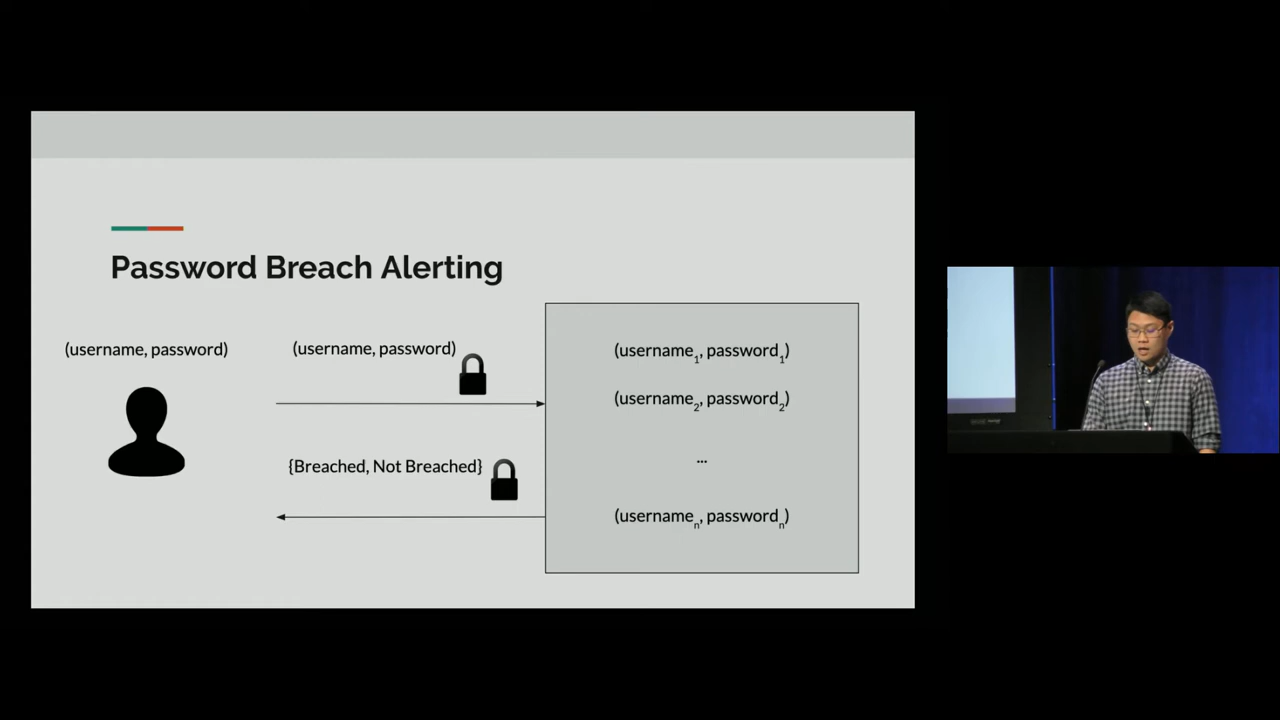 Password Breach Alerting
(username, password)
(username, password)
{Breached, Not Breached}
(username₁, password₁)
(username₂, password₂)
...
(usernameₙ, passwordₙ)